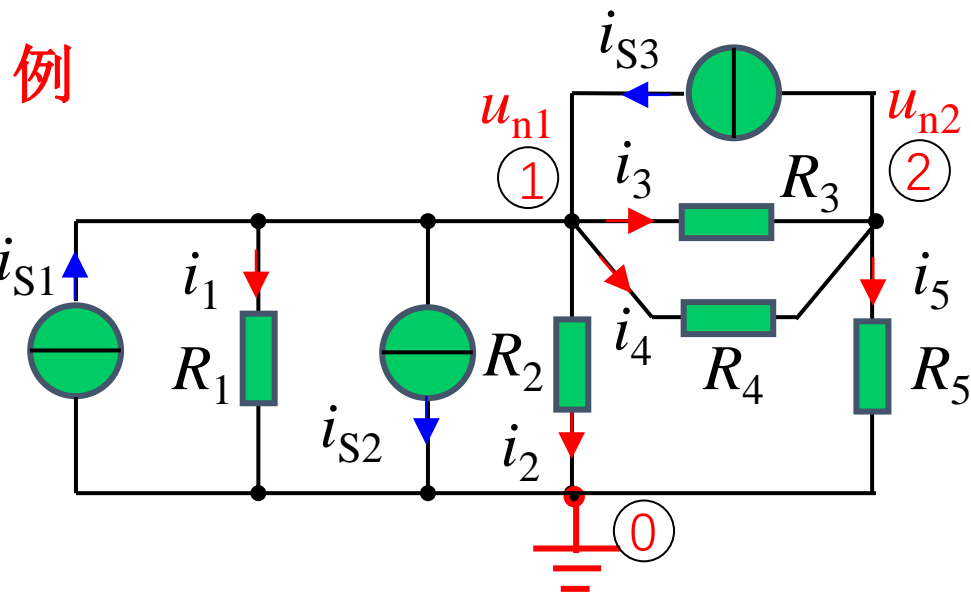 例
iS3
un1
un2
①
②
i3
R3
iS1
i1
i4
i5
R1
R2
R4
R5
iS2
i2
⓪